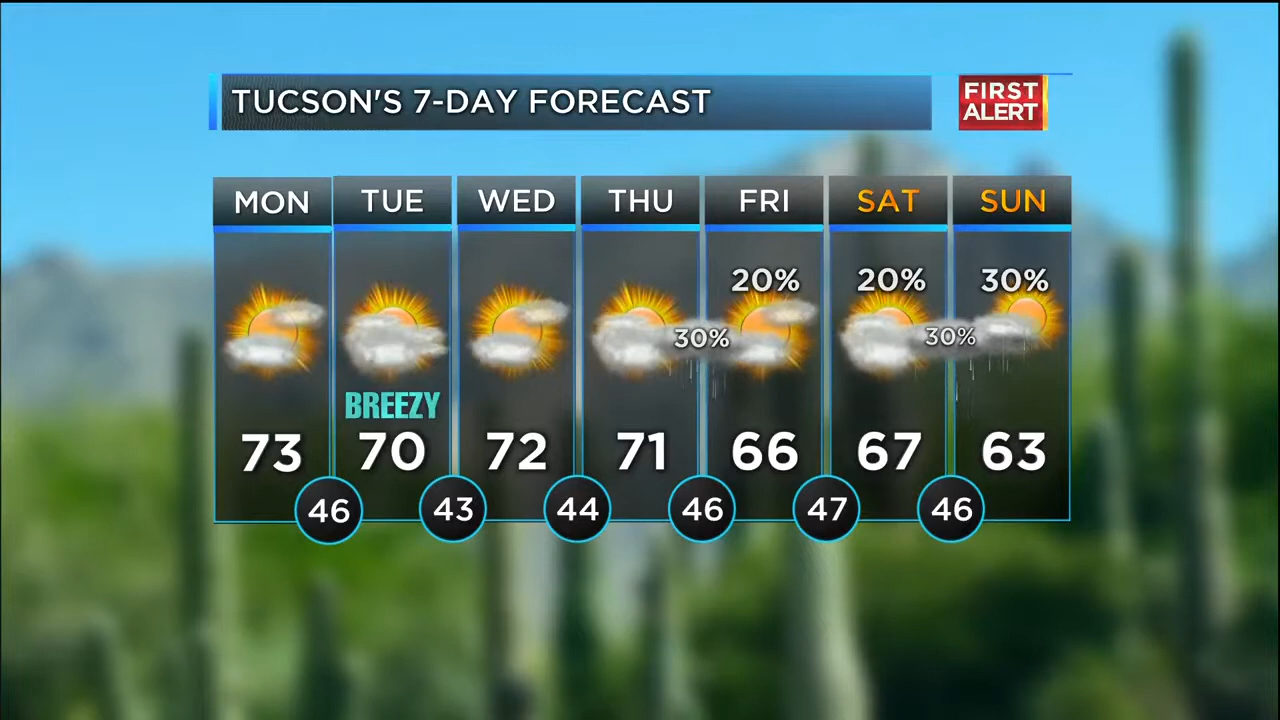 TUCSON'S 7-DAY FORECAST
FIRST
ALERT
MON TUE WED THU FRI SAT SUN
20% 20% 30%
30% 30%
BREEZY
73 70 72 71 66 67 63
46 43 44 46 47 46